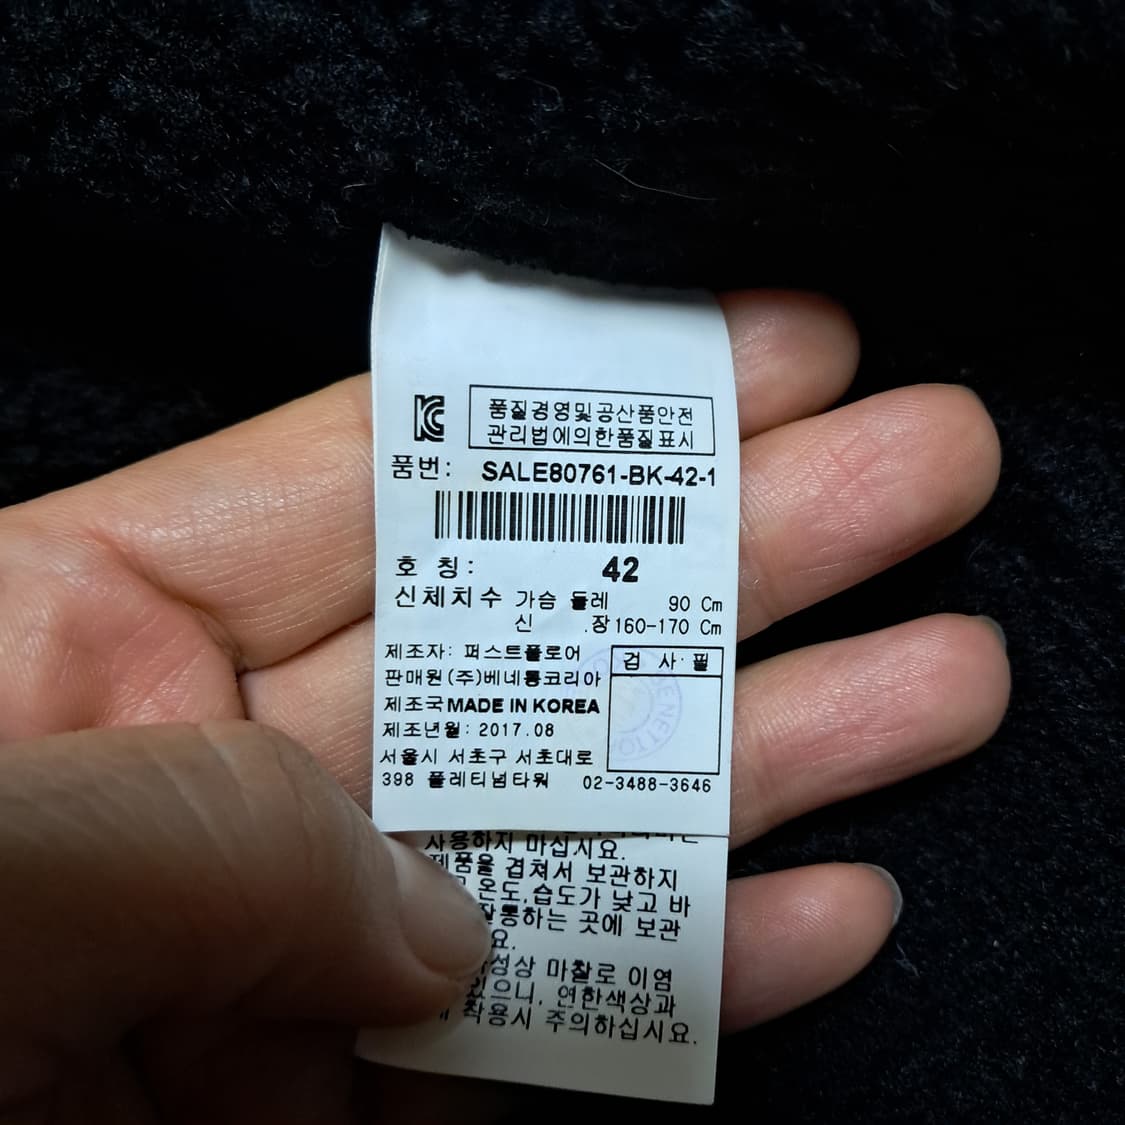 품질경영및공산품안전
관리법에의한품질표시
품번: SALE80761-BK-42-1
호 칭: 42
신체치수 가슴 둘레 90 Cm
신 .장 160-170 Cm
제조자: 퍼스트플로어
판매원(주)베네통코리아
제조국MADE IN KOREA
제조년월: 2017.08
검 사·필
서울시 서초구 서초대로
398 플레티넘타워 02-3488-3646
사용하지 마십시요.
제품을 겹쳐서 보관하지
온도,습도가 낮고 바
잘통하는 곳에 보관
요.
성상 마찰로 이염
있으니, 연한색상과
착용시 주의하십시요.